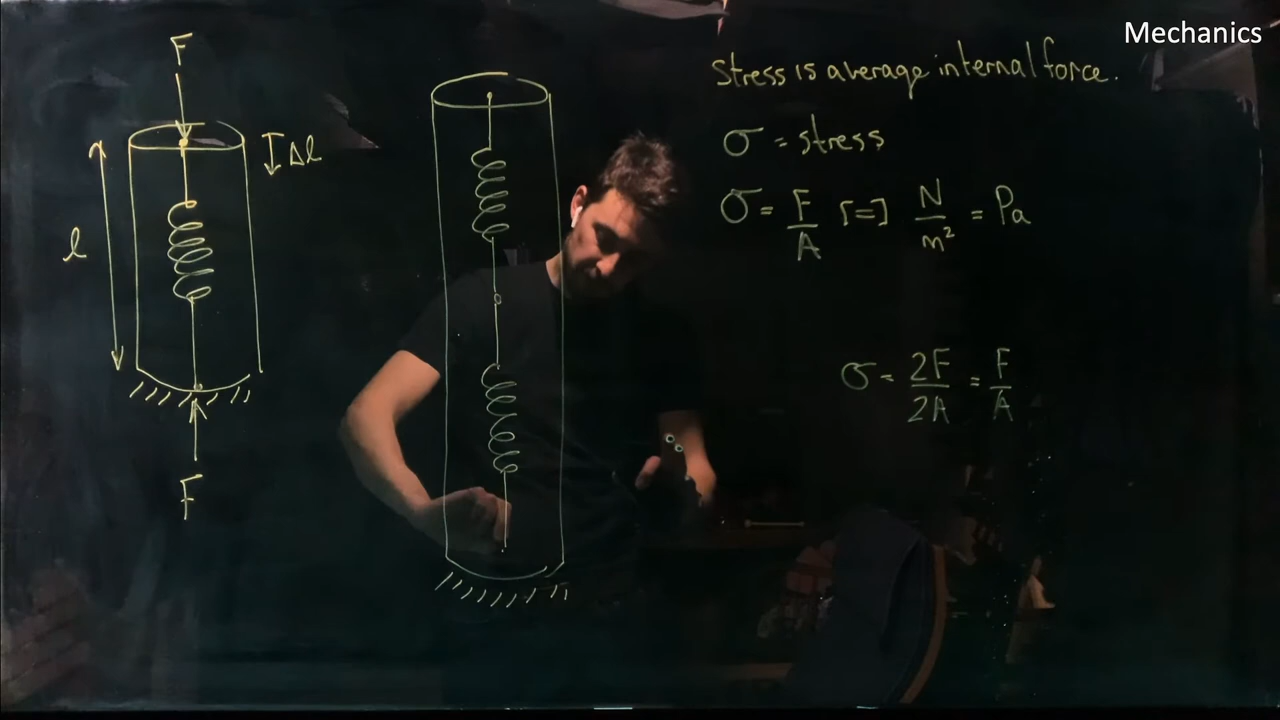 Mechanics
F
Δl
l
F
Stress is average internal force.
σ = stress
σ = F/A [=] N/m² = Pa
σ = 2F/2A = F/A